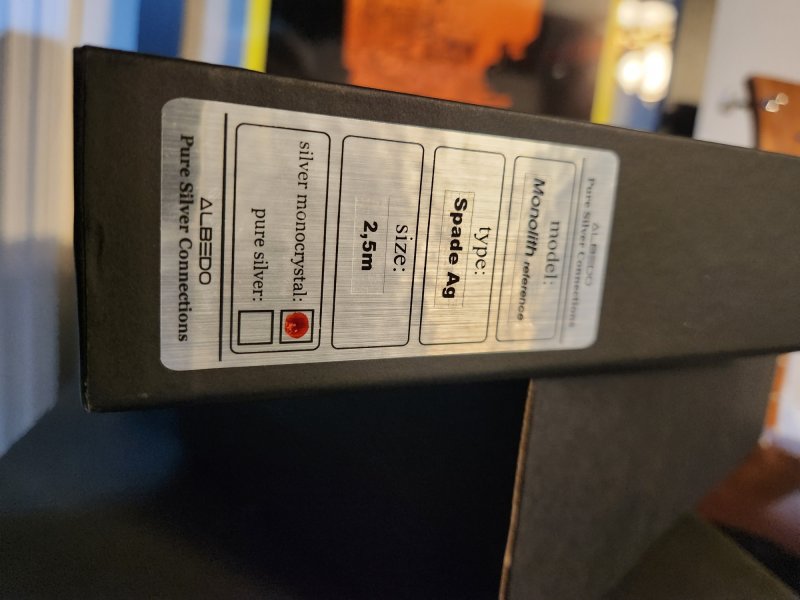 ALBEDO
Pure Silver Connections
model:
Monolith reference
type:
Spade Ag
size:
2,5m
silver monocrystal:
pure silver:
ALBEDO
Pure Silver Connections